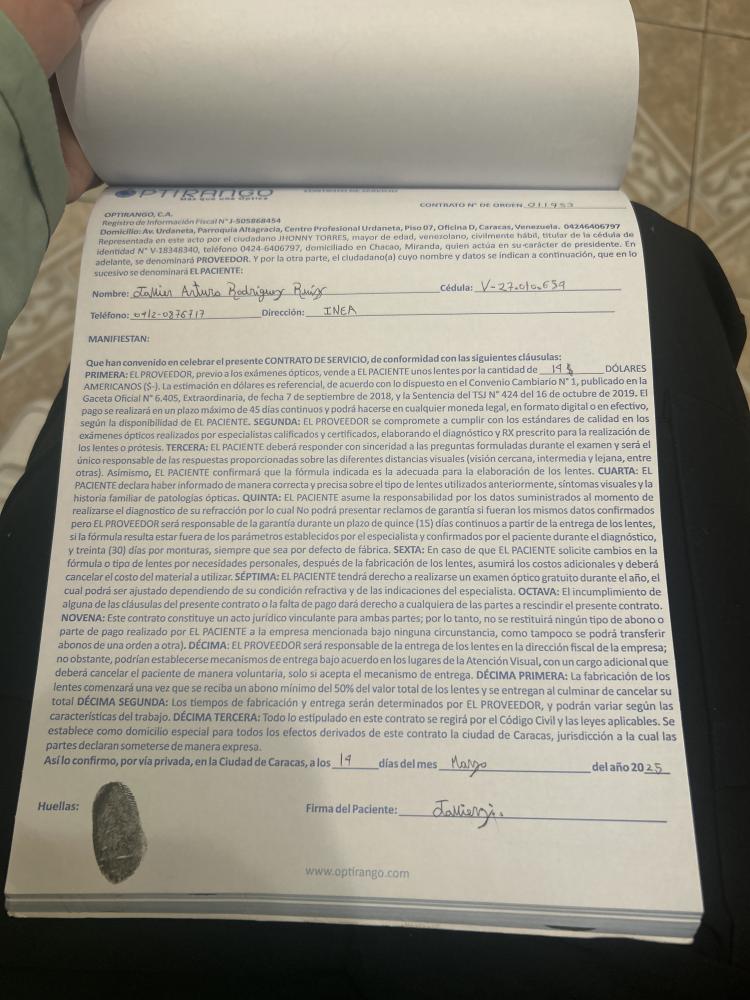 OPTIRANGO
Más que una Óptica
CONTRATO DE SERVICIO
CONTRATO N° DE ORDEN 011953
OPTIRANGO, C.A.
Registro de Información Fiscal N° J-505868454
Domicilio: Av. Urdaneta, Parroquia Altagracia, Centro Profesional Urdaneta, Piso 07, Oficina D, Caracas, Venezuela. 04246406797
Representada en este acto por el ciudadano JHONNY TORRES, mayor de edad, venezolano, civilmente hábil, titular de la cédula de
identidad N° V-18348340, teléfono 0424-6406797, domiciliado en Chacao, Miranda, quien actúa en su carácter de presidente. En
adelante, se denominará PROVEEDOR. Y por la otra parte, el ciudadano(a) cuyo nombre y datos se indican a continuación, que en lo
sucesivo se denominará EL PACIENTE:
Nombre: Javier Arturo Rodriguez Ruiz Cédula: V-27.010.659
Teléfono: 0412-0876717 Dirección: INEA
MANIFIESTAN:
Que han convenido en celebrar el presente CONTRATO DE SERVICIO, de conformidad con las siguientes cláusulas:
PRIMERA: EL PROVEEDOR, previo a los exámenes ópticos, vende a EL PACIENTE unos lentes por la cantidad de 19 $ DÓLARES
AMERICANOS ($-). La estimación en dólares es referencial, de acuerdo con lo dispuesto en el Convenio Cambiario N° 1, publicado en la
Gaceta Oficial N° 6.405, Extraordinaria, de fecha 7 de septiembre de 2018, y la Sentencia del TSJ N° 424 del 16 de octubre de 2019. El
pago se realizará en un plazo máximo de 45 días continuos y podrá hacerse en cualquier moneda legal, en formato digital o en efectivo,
según la disponibilidad de EL PACIENTE. SEGUNDA: EL PROVEEDOR se compromete a cumplir con los estándares de calidad en los
exámenes ópticos realizados por especialistas calificados y certificados, elaborando el diagnóstico y RX prescrito para la realización de
los lentes o prótesis. TERCERA: EL PACIENTE deberá responder con sinceridad a las preguntas formuladas durante el examen y será el
único responsable de las respuestas proporcionadas sobre las diferentes distancias visuales (visión cercana, intermedia y lejana, entre
otras). Asimismo, EL PACIENTE confirmará que la fórmula indicada es la adecuada para la elaboración de los lentes. CUARTA: EL
PACIENTE declara haber informado de manera correcta y precisa sobre el tipo de lentes utilizados anteriormente, síntomas visuales y la
historia familiar de patologías ópticas. QUINTA: EL PACIENTE asume la responsabilidad por los datos suministrados al momento de
realizarse el diagnostico de su refracción por lo cual No podrá presentar reclamos de garantía si fueran los mismos datos confirmados
pero EL PROVEEDOR será responsable de la garantía durante un plazo de quince (15) días continuos a partir de la entrega de los lentes,
si la fórmula resulta estar fuera de los parámetros establecidos por el especialista y confirmados por el paciente durante el diagnóstico,
y treinta (30) días por monturas, siempre que sea por defecto de fábrica. SEXTA: En caso de que EL PACIENTE solicite cambios en la
fórmula o tipo de lentes por necesidades personales, después de la fabricación de los lentes, asumirá los costos adicionales y deberá
cancelar el costo del material a utilizar. SÉPTIMA: EL PACIENTE tendrá derecho a realizarse un examen óptico gratuito durante el año, el
cual podrá ser ajustado dependiendo de su condición refractiva y de las indicaciones del especialista. OCTAVA: El incumplimiento de
alguna de las cláusulas del presente contrato o la falta de pago dará derecho a cualquiera de las partes a rescindir el presente contrato.
NOVENA: Este contrato constituye un acto jurídico vinculante para ambas partes; por lo tanto, no se restituirá ningún tipo de abono o
parte de pago realizado por EL PACIENTE a la empresa mencionada bajo ninguna circunstancia, como tampoco se podrá transferir
abonos de una orden a otra). DÉCIMA: EL PROVEEDOR será responsable de la entrega de los lentes en la dirección fiscal de la empresa;
no obstante, podrían establecerse mecanismos de entrega bajo acuerdo en los lugares de la Atención Visual, con un cargo adicional que
deberá cancelar el paciente de manera voluntaria, solo si acepta el mecanismo de entrega. DÉCIMA PRIMERA: La fabricación de los
lentes comenzará una vez que se reciba un abono mínimo del 50% del valor total de los lentes y se entregan al culminar de cancelar su
total DÉCIMA SEGUNDA: Los tiempos de fabricación y entrega serán determinados por EL PROVEEDOR, y podrán variar según las
características del trabajo. DÉCIMA TERCERA: Todo lo estipulado en este contrato se regirá por el Código Civil y las leyes aplicables. Se
establece como domicilio especial para todos los efectos derivados de este contrato la ciudad de Caracas, jurisdicción a la cual las
partes declaran someterse de manera expresa.
Así lo confirmo, por vía privada, en la Ciudad de Caracas, a los 19 días del mes Marzo del año 2025
Huellas: Firma del Paciente:
www.optirango.com